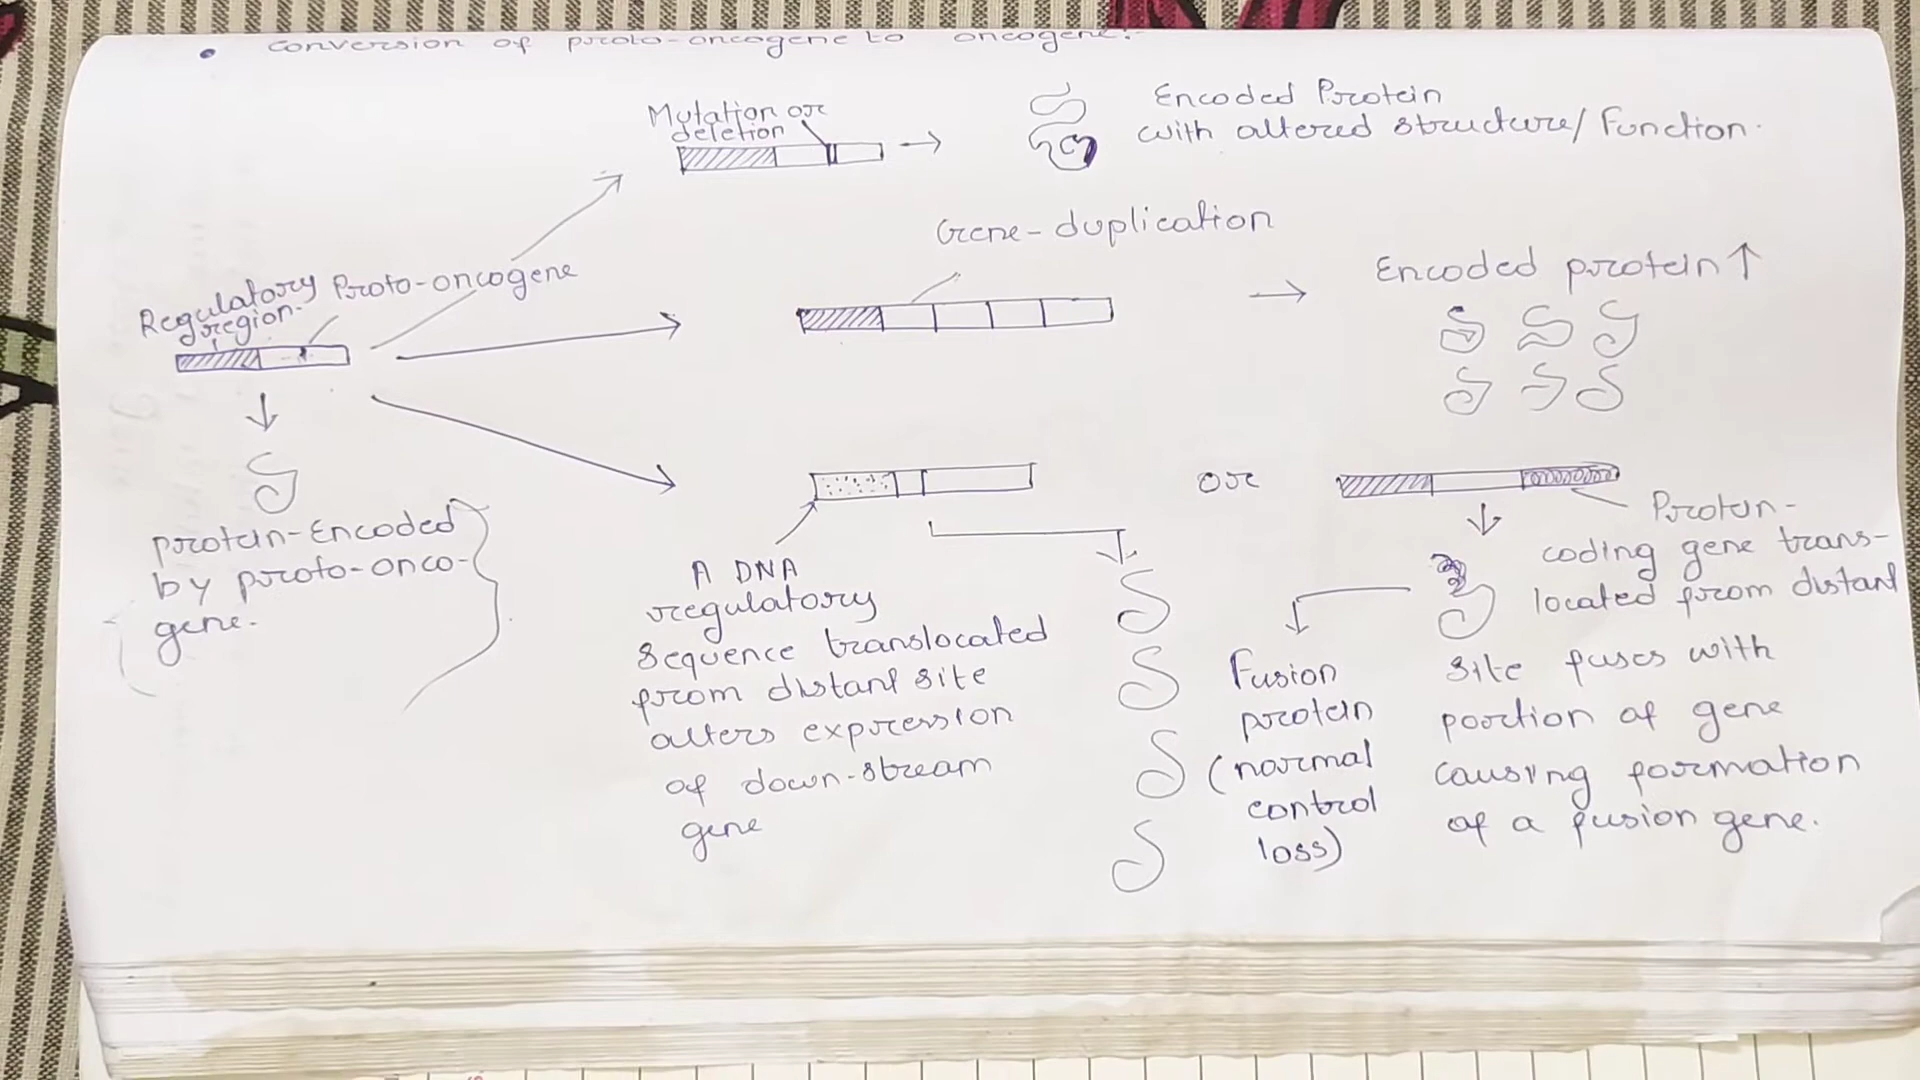 • Conversion of proto-oncogene to oncogene:-
Mutation or
deletion
Encoded Protein
with altered structure/Function.
Gene-duplication
Encoded protein↑
Regulatory
region.
Proto-oncogene
protein-Encoded
by proto-onco-
gene.
A DNA
regulatory
sequence translocated
from distant site
alters expression
of down-stream
gene
or
Fusion
protein
(normal
control
loss)
Protein-
coding gene trans-
located from distant
site fuses with
portion of gene
causing formation
of a fusion gene.